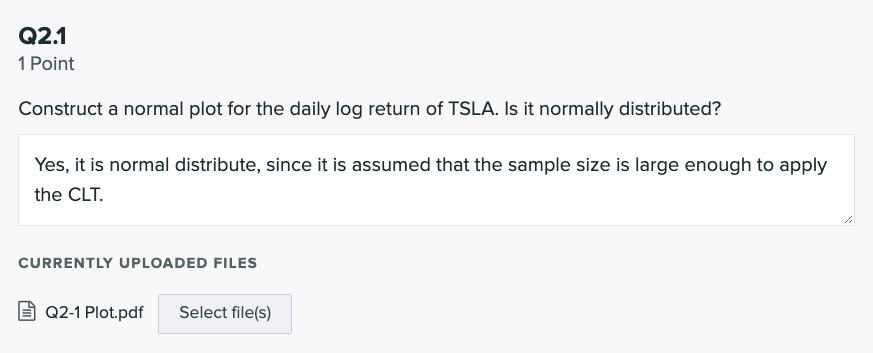 Q2.1
1 Point
Construct a normal plot for the daily log return of TSLA. Is it normally distributed?
Yes, it is normal distribute, since it is assumed that the sample size is large enough to apply
the CLT.
CURRENTLY UPLOADED FILES
Q2-1 Plot.pdf Select file(s)